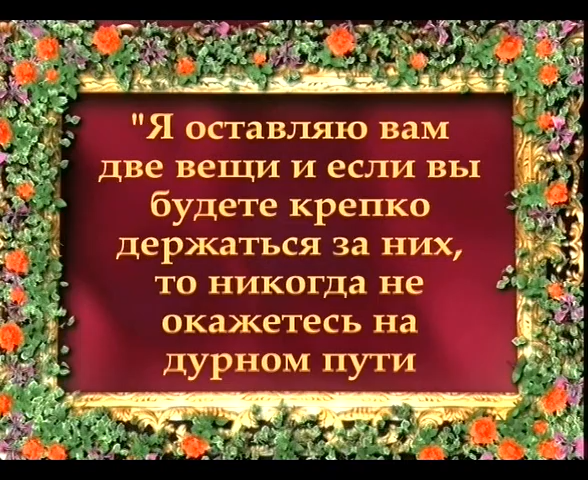 "Я оставляю вам
две вещи и если вы
будете крепко
держаться за них,
то никогда не
окажетесь на
дурном пути